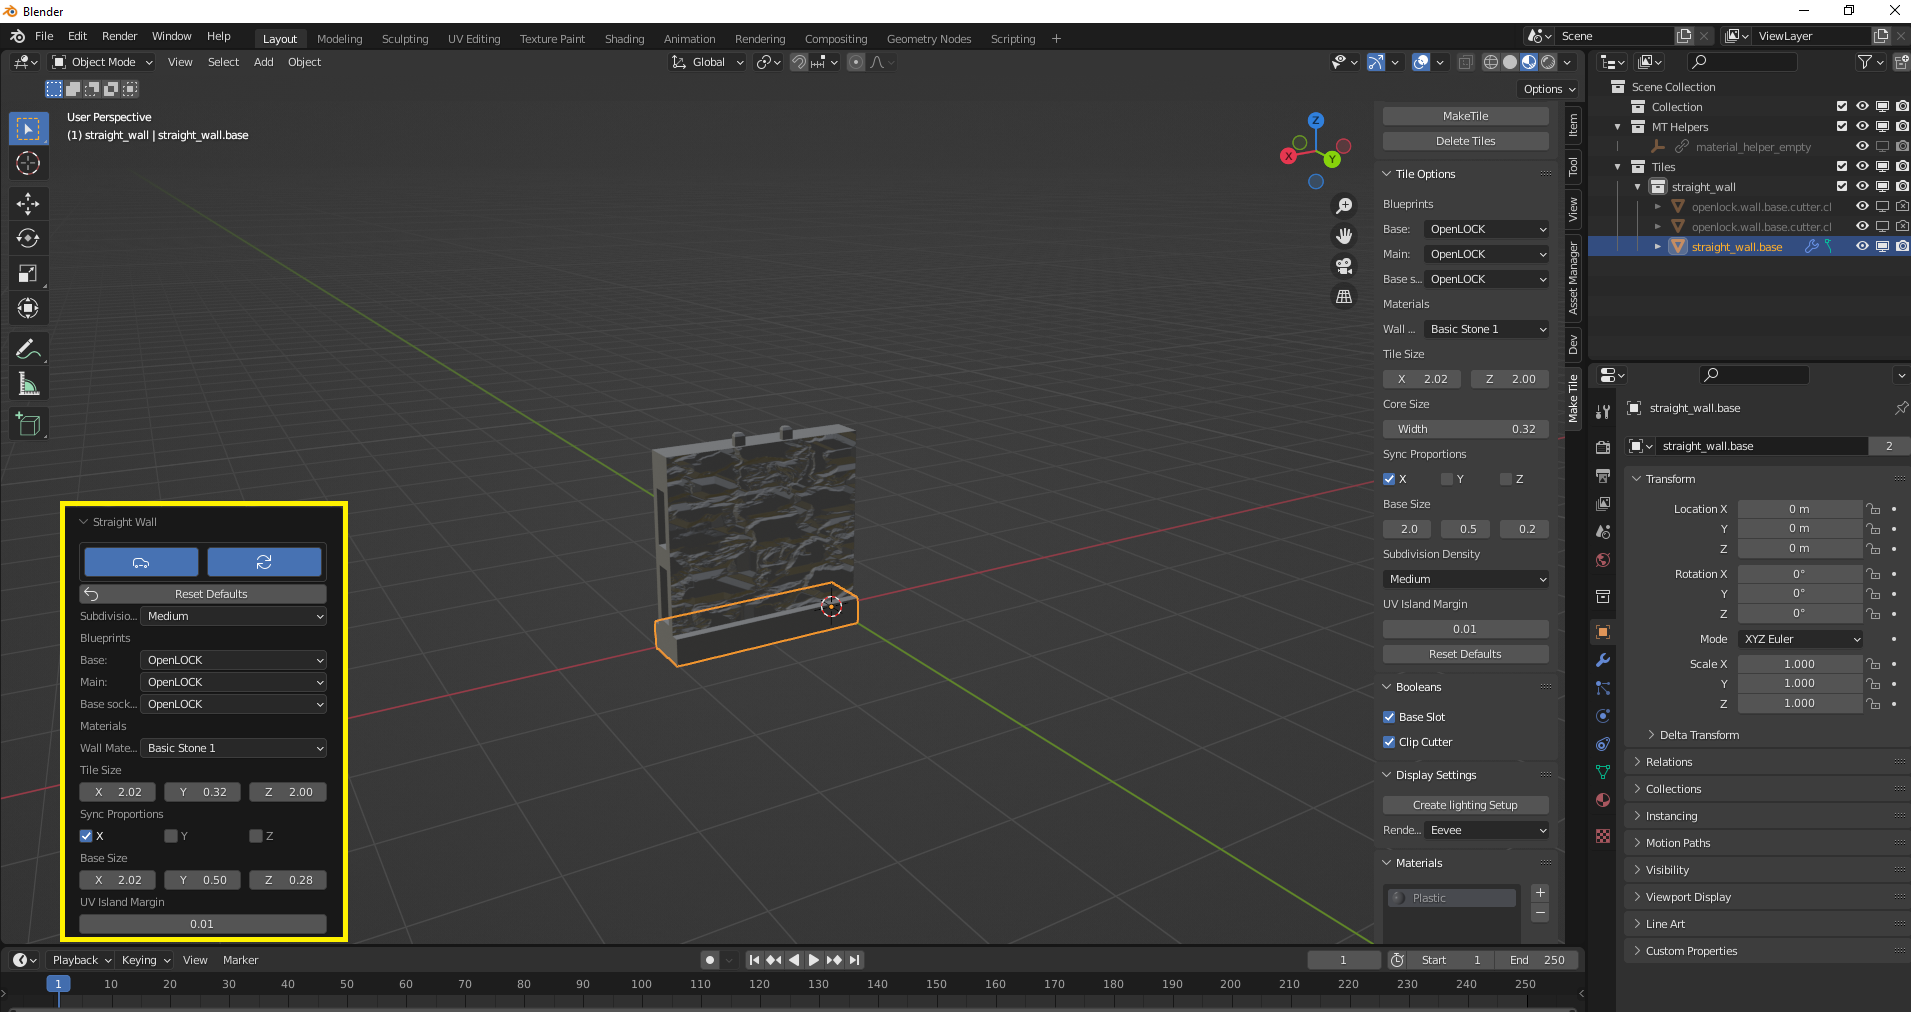 Blender
File Edit Render Window Help Layout Modeling Sculpting UV Editing Texture Paint Shading Animation Rendering Compositing Geometry Nodes Scripting + Scene ViewLayer
Object Mode View Select Add Object Global
Options
User Perspective
(1) straight_wall | straight_wall.base
Z
X
Y
Straight Wall
Reset Defaults
Subdivisio... Medium
Blueprints
Base: OpenLOCK
Main: OpenLOCK
Base sock... OpenLOCK
Materials
Wall Mate... Basic Stone 1
Tile Size
X 2.02 Y 0.32 Z 2.00
Sync Proportions
X Y Z
Base Size
X 2.02 Y 0.50 Z 0.28
UV Island Margin
0.01
MakeTile
Delete Tiles
Tile Options
Blueprints
Base: OpenLOCK
Main: OpenLOCK
Base s... OpenLOCK
Materials
Wall ... Basic Stone 1
Tile Size
X 2.02 Z 2.00
Core Size
Width 0.32
Sync Proportions
X Y Z
Base Size
2.0 0.5 0.2
Subdivision Density
Medium
UV Island Margin
0.01
Reset Defaults
Booleans
Base Slot
Clip Cutter
Display Settings
Create lighting Setup
Rende... Eevee
Materials
Plastic
Item
Tool
View
Asset Manager
Dev
Make Tile
Scene Collection
Collection
MT Helpers
material_helper_empty
Tiles
straight_wall
openlock.wall.base.cutter.cl
openlock.wall.base.cutter.cl
straight_wall.base
straight_wall.base
straight_wall.base 2
Transform
Location X 0 m
Y 0 m
Z 0 m
Rotation X 0°
Y 0°
Z 0°
Mode XYZ Euler
Scale X 1.000
Y 1.000
Z 1.000
Delta Transform
Relations
Collections
Instancing
Motion Paths
Visibility
Viewport Display
Line Art
Custom Properties
Playback Keying View Marker 1 Start 1 End 250
1 10 20 30 40 50 60 70 80 90 100 110 120 130 140 150 160 170 180 190 200 210 220 230 240 250